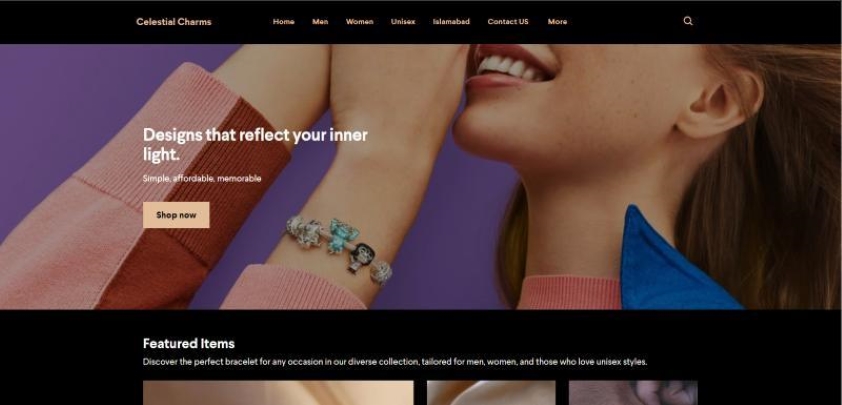 Celestial Charms
Home Men Women Unisex Islamabad Contact US More
Designs that reflect your inner
light.
Simple, affordable, memorable
Shop now
Featured Items
Discover the perfect bracelet for any occasion in our diverse collection, tailored for men, women, and those who love unisex styles.